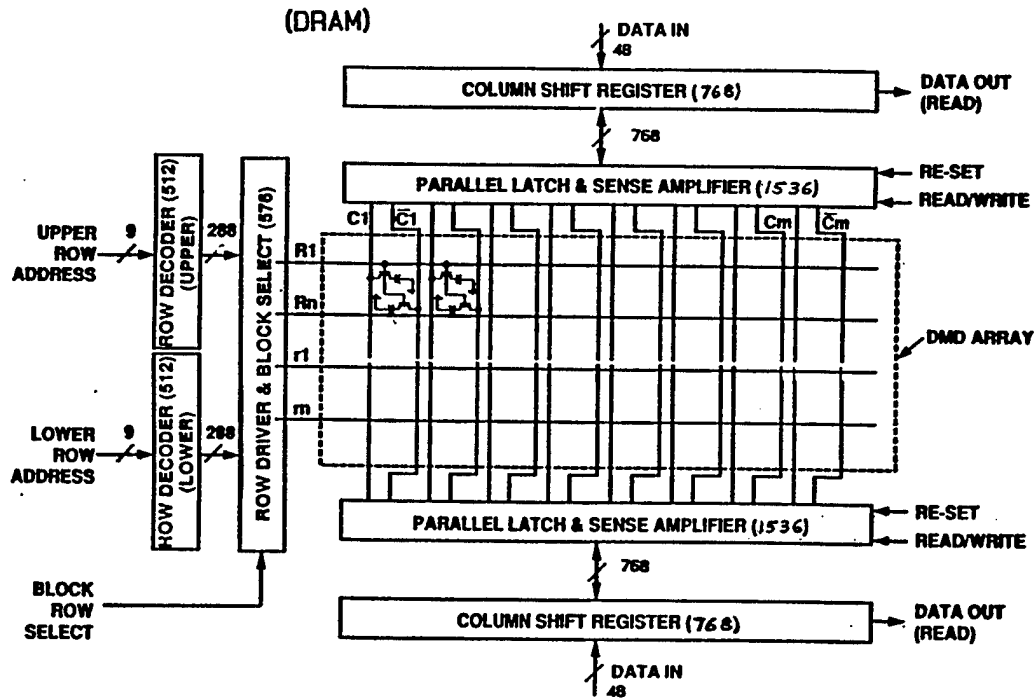 (DRAM)
DATA IN
48
COLUMN SHIFT REGISTER (768)
DATA OUT
(READ)
768
PARALLEL LATCH & SENSE AMPLIFIER (1536)
RE-SET
READ/WRITE
C1
C̅1
Cm
C̅m
UPPER
ROW
ADDRESS
9
ROW DECODER (512)
(UPPER)
288
ROW DRIVER & BLOCK SELECT (576)
R1
Rn
r1
rn
DMD ARRAY
LOWER
ROW
ADDRESS
9
ROW DECODER (512)
(LOWER)
288
BLOCK
ROW
SELECT
PARALLEL LATCH & SENSE AMPLIFIER (1536)
RE-SET
READ/WRITE
768
COLUMN SHIFT REGISTER (768)
DATA OUT
(READ)
DATA IN
48